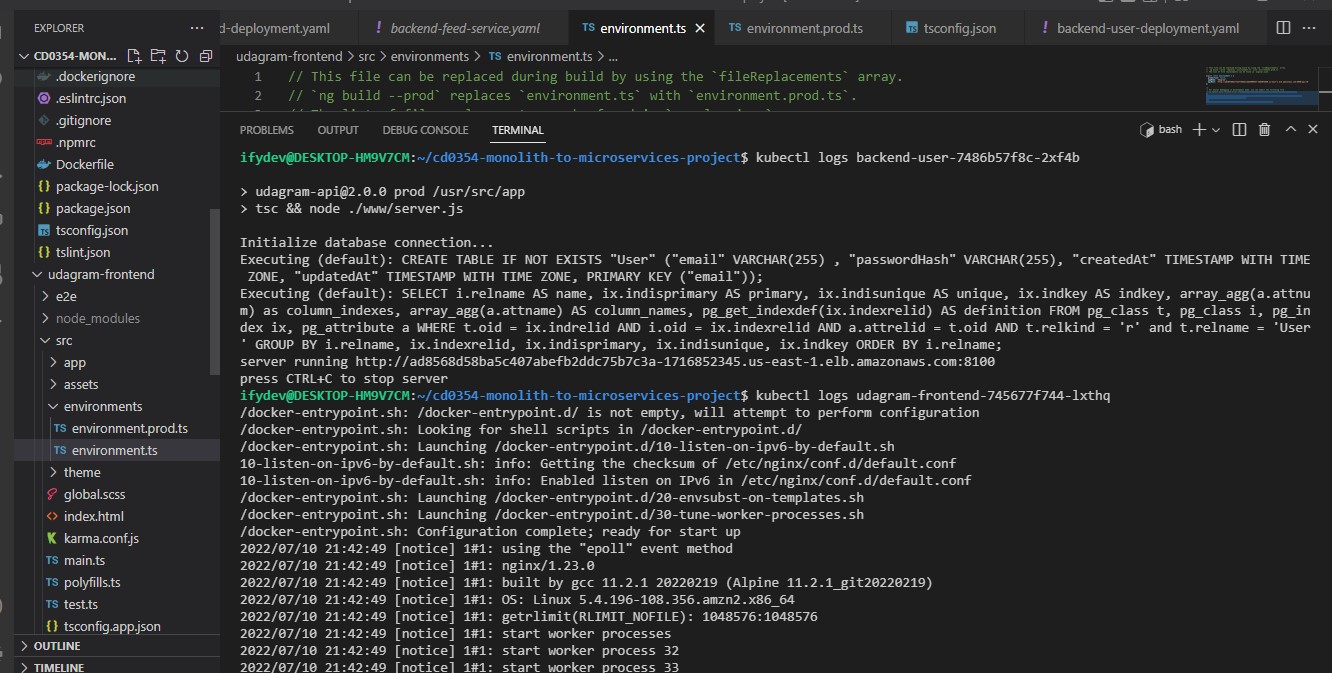 EXPLORER
CD0354-MON...
.dockerignore
.eslintrc.json
.gitignore
.npmrc
Dockerfile
package-lock.json
package.json
tsconfig.json
tslint.json
udagram-frontend
e2e
node_modules
src
app
assets
environments
TS environment.prod.ts
TS environment.ts
theme
global.scss
index.html
karma.conf.js
TS main.ts
TS polyfills.ts
TS test.ts
tsconfig.app.json
OUTLINE
TIMELINE
d-deployment.yaml
! backend-feed-service.yaml
TS environment.ts
TS environment.prod.ts
tsconfig.json
! backend-user-deployment.yaml
udagram-frontend > src > environments > TS environment.ts > ...
1 // This file can be replaced during build by using the `fileReplacements` array.
2 // `ng build --prod` replaces `environment.ts` with `environment.prod.ts`.
PROBLEMS OUTPUT DEBUG CONSOLE TERMINAL
bash
ifydev@DESKTOP-HM9V7CM:~/cd0354-monolith-to-microservices-project$ kubectl logs backend-user-7486b57f8c-2xf4b
> udagram-api@2.0.0 prod /usr/src/app
> tsc && node ./www/server.js
Initialize database connection...
Executing (default): CREATE TABLE IF NOT EXISTS "User" ("email" VARCHAR(255) , "passwordHash" VARCHAR(255), "createdAt" TIMESTAMP WITH TIME
ZONE, "updatedAt" TIMESTAMP WITH TIME ZONE, PRIMARY KEY ("email"));
Executing (default): SELECT i.relname AS name, ix.indisprimary AS primary, ix.indisunique AS unique, ix.indkey AS indkey, array_agg(a.attnu
m) as column_indexes, array_agg(a.attname) AS column_names, pg_get_indexdef(ix.indexrelid) AS definition FROM pg_class t, pg_class i, pg_in
dex ix, pg_attribute a WHERE t.oid = ix.indrelid AND i.oid = ix.indexrelid AND a.attrelid = t.oid AND t.relkind = 'r' and t.relname = 'User
' GROUP BY i.relname, ix.indexrelid, ix.indisprimary, ix.indisunique, ix.indkey ORDER BY i.relname;
server running http://ad8568d58ba5c407abefb2ddc75b7c3a-1716852345.us-east-1.elb.amazonaws.com:8100
press CTRL+C to stop server
ifydev@DESKTOP-HM9V7CM:~/cd0354-monolith-to-microservices-project$ kubectl logs udagram-frontend-745677f744-lxthq
/docker-entrypoint.sh: /docker-entrypoint.d/ is not empty, will attempt to perform configuration
/docker-entrypoint.sh: Looking for shell scripts in /docker-entrypoint.d/
/docker-entrypoint.sh: Launching /docker-entrypoint.d/10-listen-on-ipv6-by-default.sh
10-listen-on-ipv6-by-default.sh: info: Getting the checksum of /etc/nginx/conf.d/default.conf
10-listen-on-ipv6-by-default.sh: info: Enabled listen on IPv6 in /etc/nginx/conf.d/default.conf
/docker-entrypoint.sh: Launching /docker-entrypoint.d/20-envsubst-on-templates.sh
/docker-entrypoint.sh: Launching /docker-entrypoint.d/30-tune-worker-processes.sh
/docker-entrypoint.sh: Configuration complete; ready for start up
2022/07/10 21:42:49 [notice] 1#1: using the "epoll" event method
2022/07/10 21:42:49 [notice] 1#1: nginx/1.23.0
2022/07/10 21:42:49 [notice] 1#1: built by gcc 11.2.1 20220219 (Alpine 11.2.1_git20220219)
2022/07/10 21:42:49 [notice] 1#1: OS: Linux 5.4.196-108.356.amzn2.x86_64
2022/07/10 21:42:49 [notice] 1#1: getrlimit(RLIMIT_NOFILE): 1048576:1048576
2022/07/10 21:42:49 [notice] 1#1: start worker processes
2022/07/10 21:42:49 [notice] 1#1: start worker process 32
2022/07/10 21:42:49 [notice] 1#1: start worker process 33